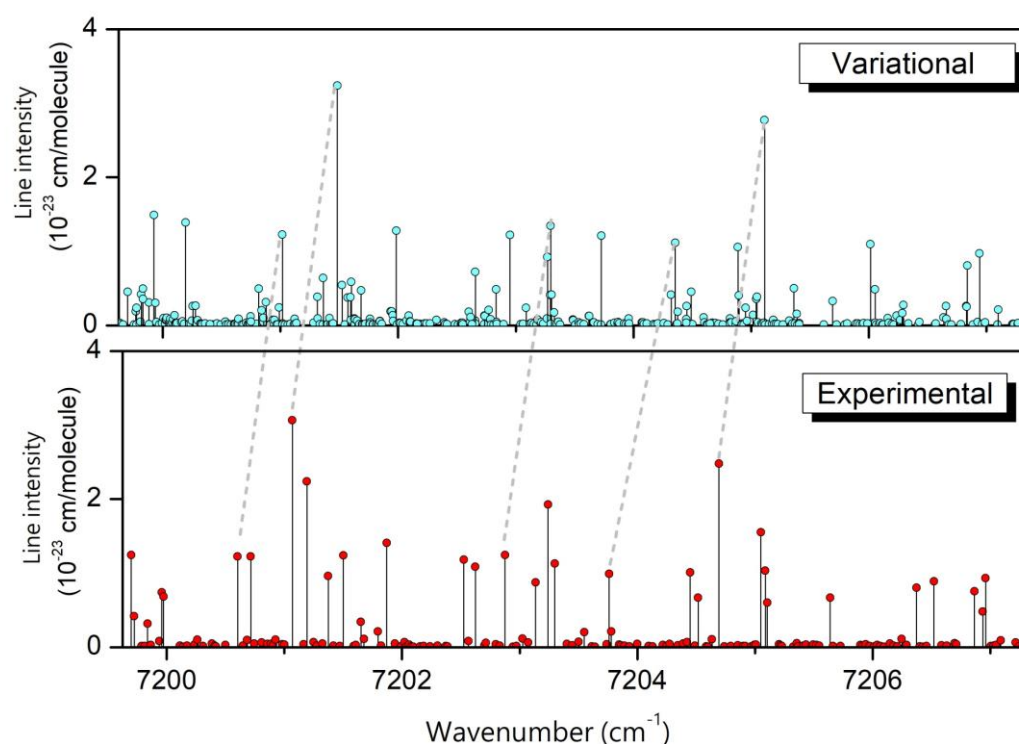 4
2
0
Line intensity
(10⁻²³ cm/molecule)
Variational
4
2
0
Line intensity
(10⁻²³ cm/molecule)
Experimental
7200 7202 7204 7206
Wavenumber (cm⁻¹)